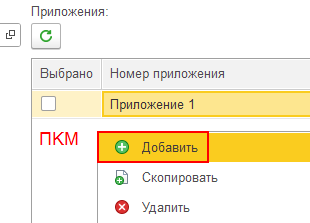 Приложения:
Выбрано Номер приложения
Приложение 1
ПКМ
Добавить
Скопировать
Удалить